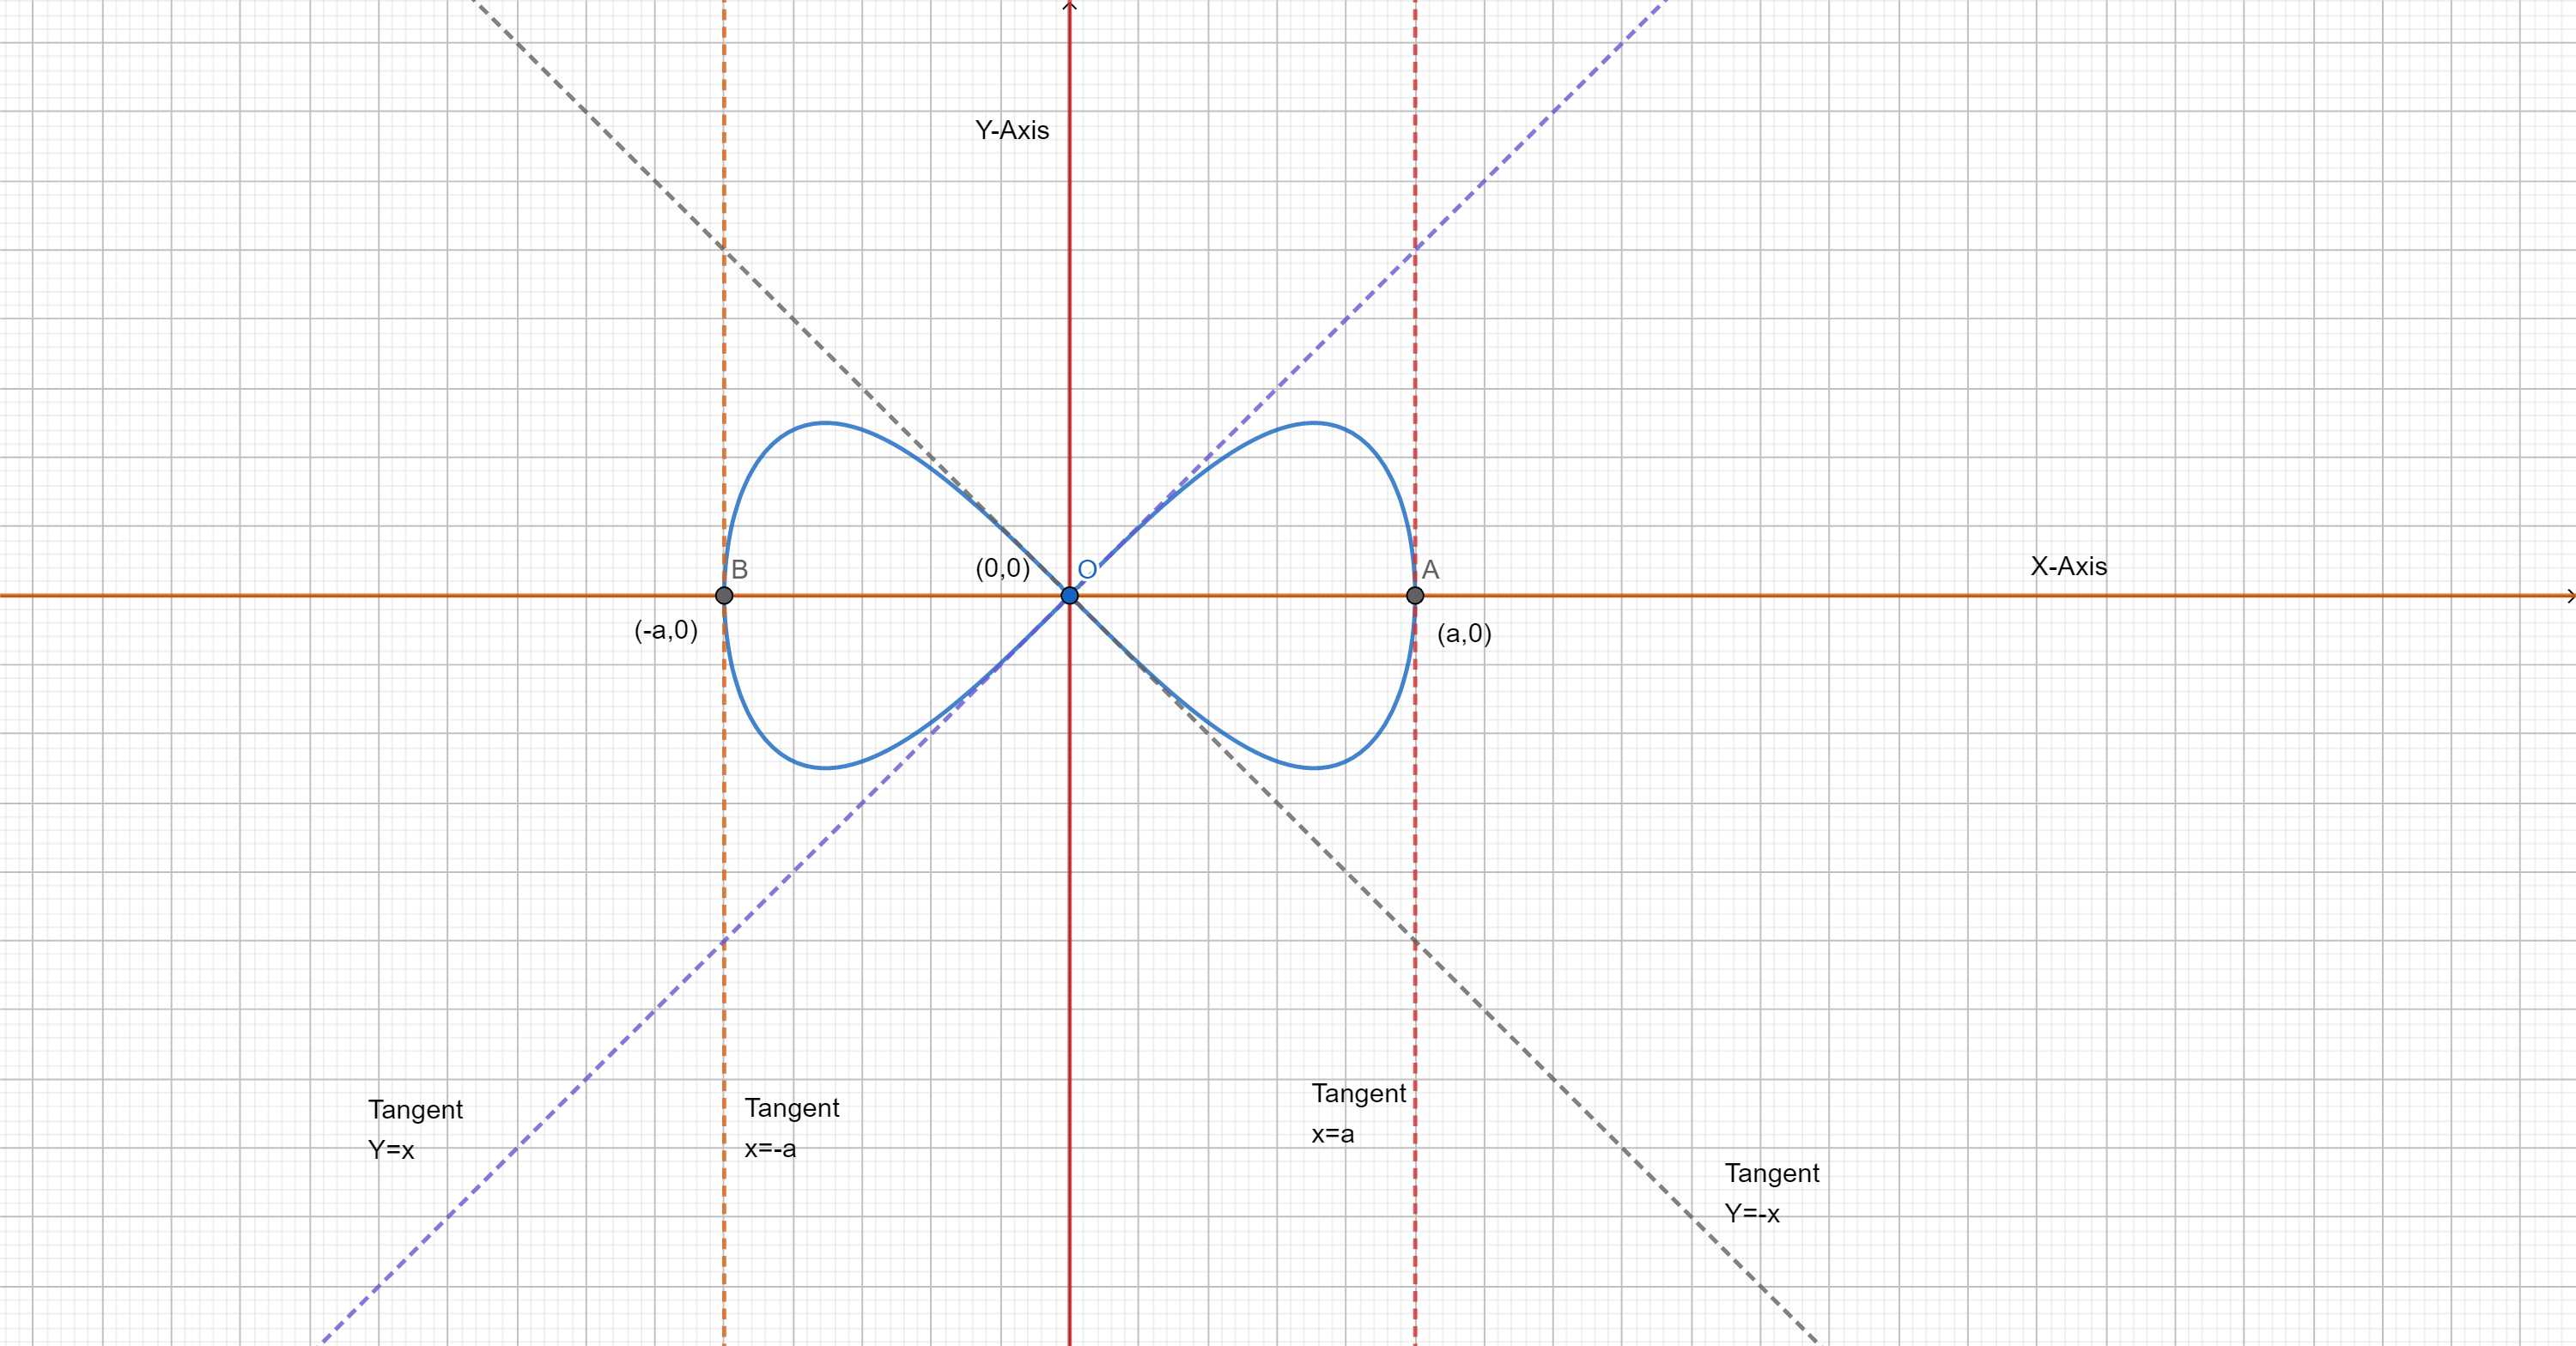 Y-Axis
B
(0,0)
O
A
X-Axis
(-a,0)
(a,0)
Tangent
Y=x
Tangent
x=-a
Tangent
x=a
Tangent
Y=-x